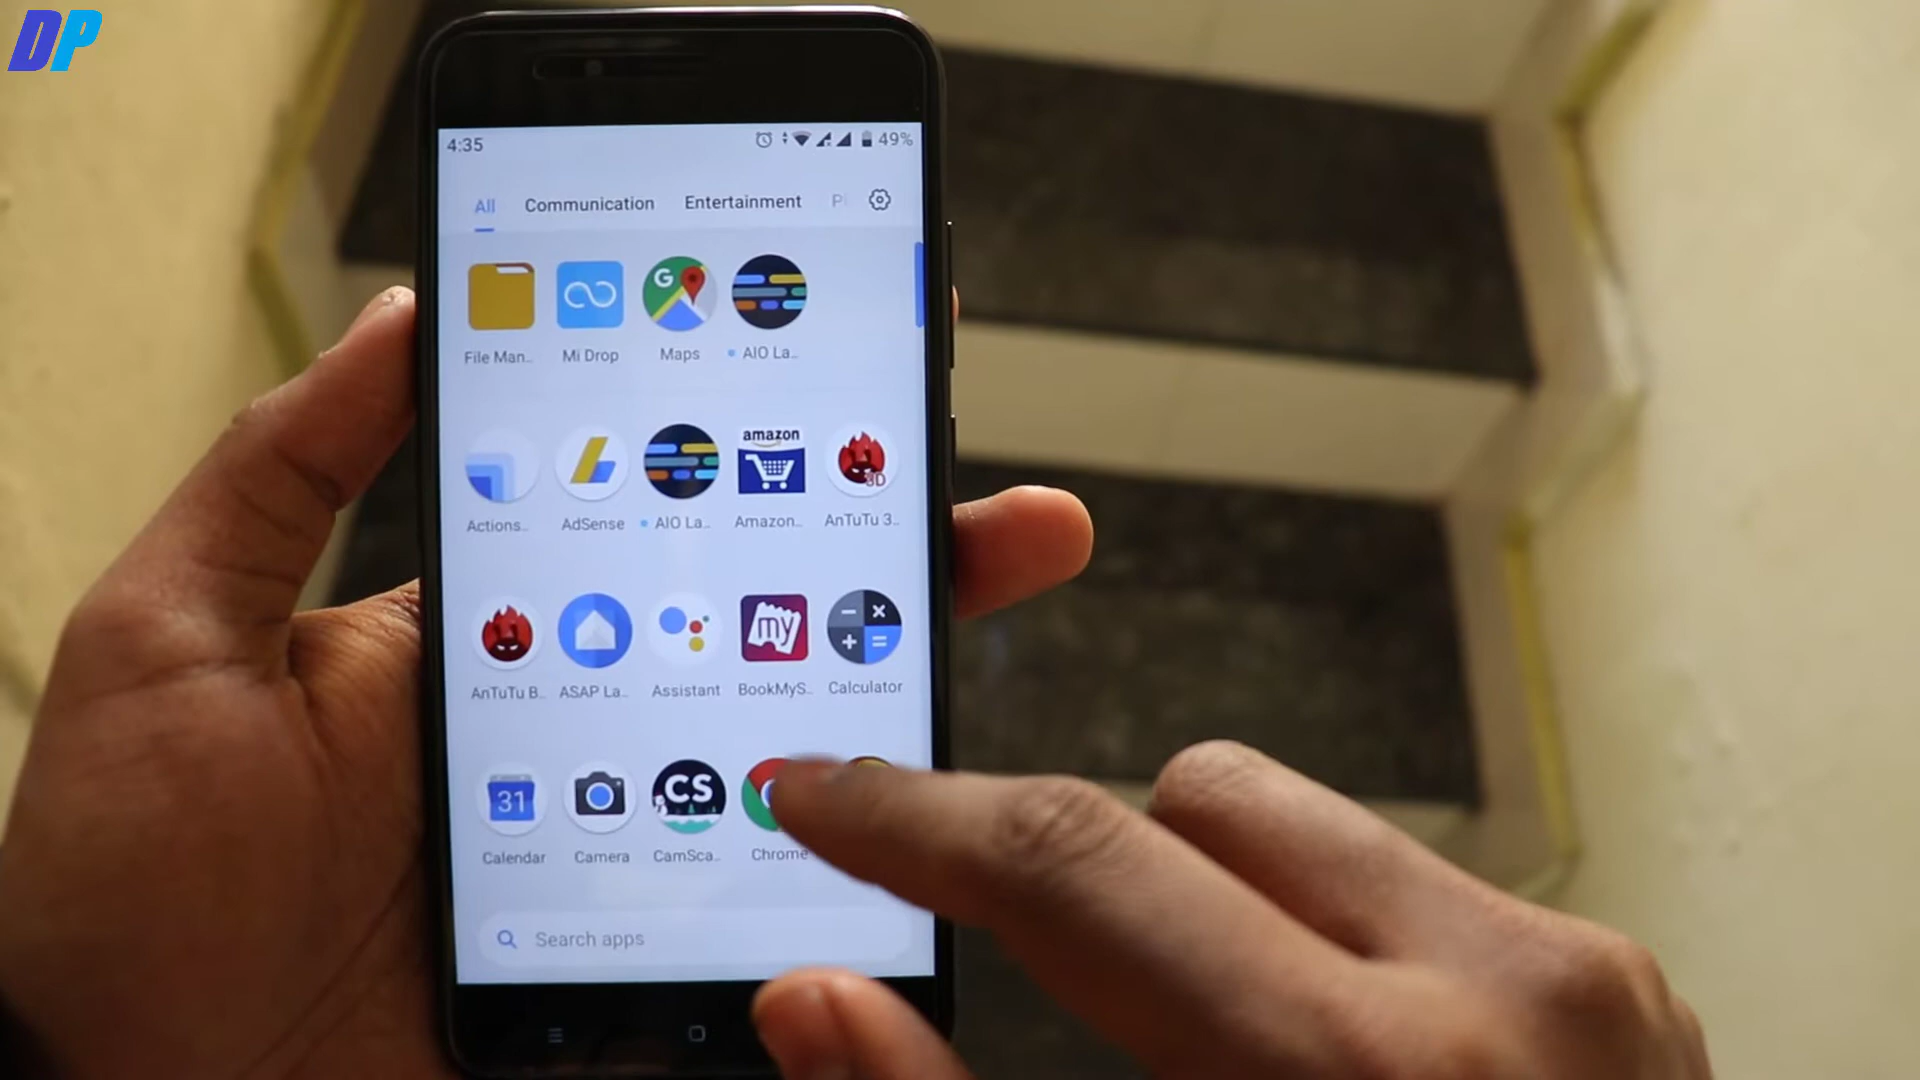 DP
4:35 49%
All Communication Entertainment P
File Man.. Mi Drop Maps AIO La..
G
amazon
3D
Actions.. AdSense AIO La.. Amazon.. AnTuTu 3..
my
AnTuTu B.. ASAP La.. Assistant BookMyS.. Calculator
31 CS
Calendar Camera CamSca.. Chrome
Search apps